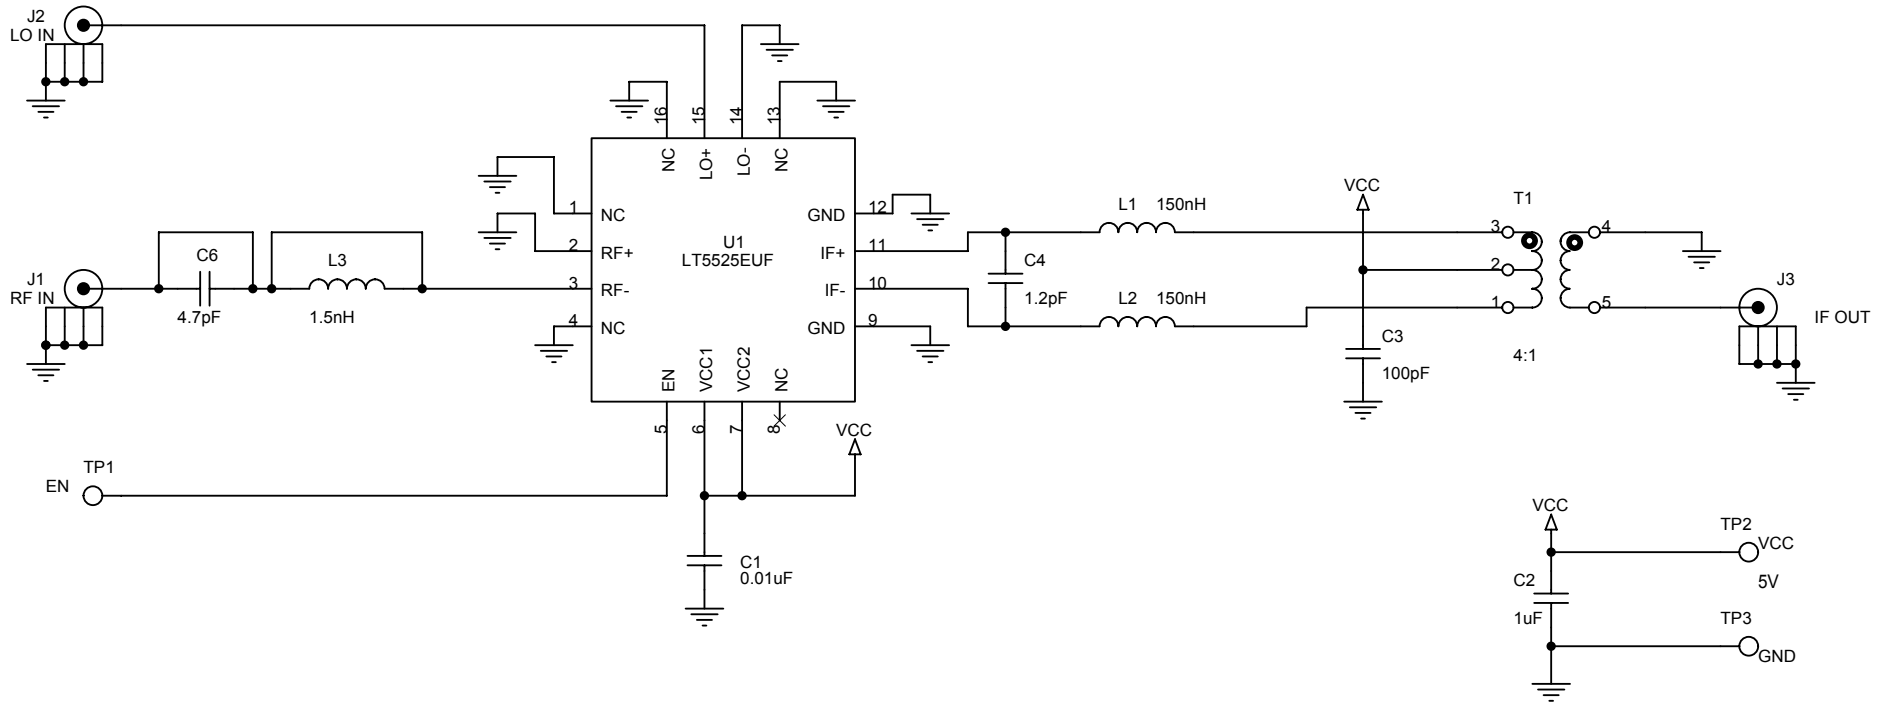 J2
LO IN
16
15
14
13
NC
LO+
LO-
NC
1
NC
2
RF+
3
RF-
4
NC
U1
LT5525EUF
GND
12
IF+
11
IF-
10
GND
9
EN
VCC1
VCC2
NC
5
6
7
8
J1
RF IN
C6
4.7pF
L3
1.5nH
C4
1.2pF
L1 150nH
L2 150nH
VCC
C3
100pF
T1
3
2
1
4
5
4:1
J3
IF OUT
VCC
TP1
EN
C1
0.01uF
VCC
C2
1uF
TP2
VCC
5V
TP3
GND